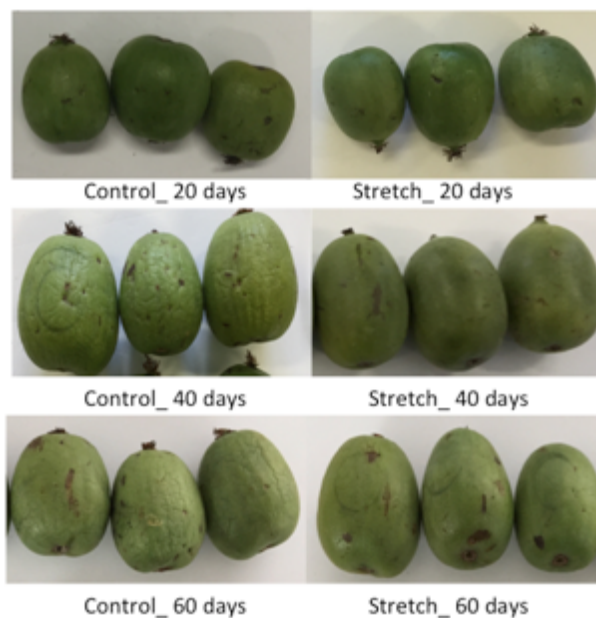 Control_ 20 days
Stretch_ 20 days
Control_ 40 days
Stretch_ 40 days
Control_ 60 days
Stretch_ 60 days